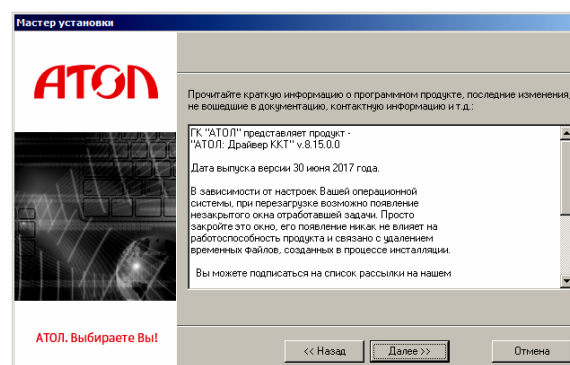 Мастер установки
АТОЛ
Прочитайте краткую информацию о программном продукте, последние изменения,
не вошедшие в документацию, контактную информацию и т.д.:
ГК "АТОЛ" представляет продукт -
"АТОЛ: Драйвер ККТ" v.8.15.0.0
Дата выпуска версии 30 июня 2017 года.
В зависимости от настроек Вашей операционной
системы, при перезагрузке возможно появление
незакрытого окна отработавшей задачи. Просто
закройте это окно, его появление никак не влияет на
работоспособность продукта и связано с удалением
временных файлов, созданных в процессе инсталляции.
Вы можете подписаться на список рассылки на нашем
АТОЛ. Выбираете Вы!
<< Назад
Далее >>
Отмена